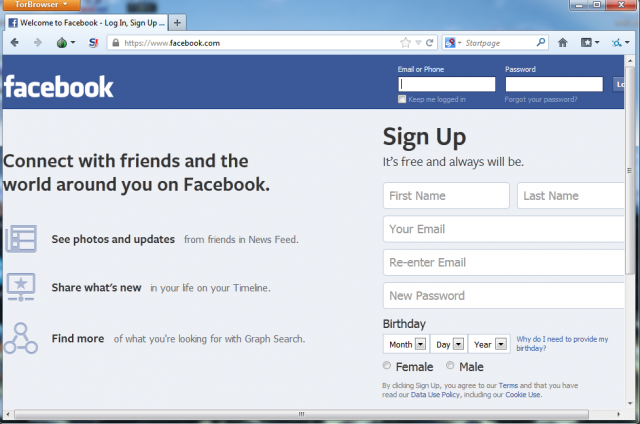 TorBrowser
Welcome to Facebook - Log In, Sign Up ...
https://www.facebook.com
Startpage
facebook
Email or Phone
Password
Keep me logged in
Forgot your password?
Connect with friends and the
world around you on Facebook.
See photos and updates from friends in News Feed.
Share what's new in your life on your Timeline.
Find more of what you're looking for with Graph Search.
Sign Up
It's free and always will be.
First Name Last Name
Your Email
Re-enter Email
New Password
Birthday
Month Day Year
Why do I need to provide my
birthday?
Female Male
By clicking Sign Up, you agree to our Terms and that you have
read our Data Use Policy, including our Cookie Use.